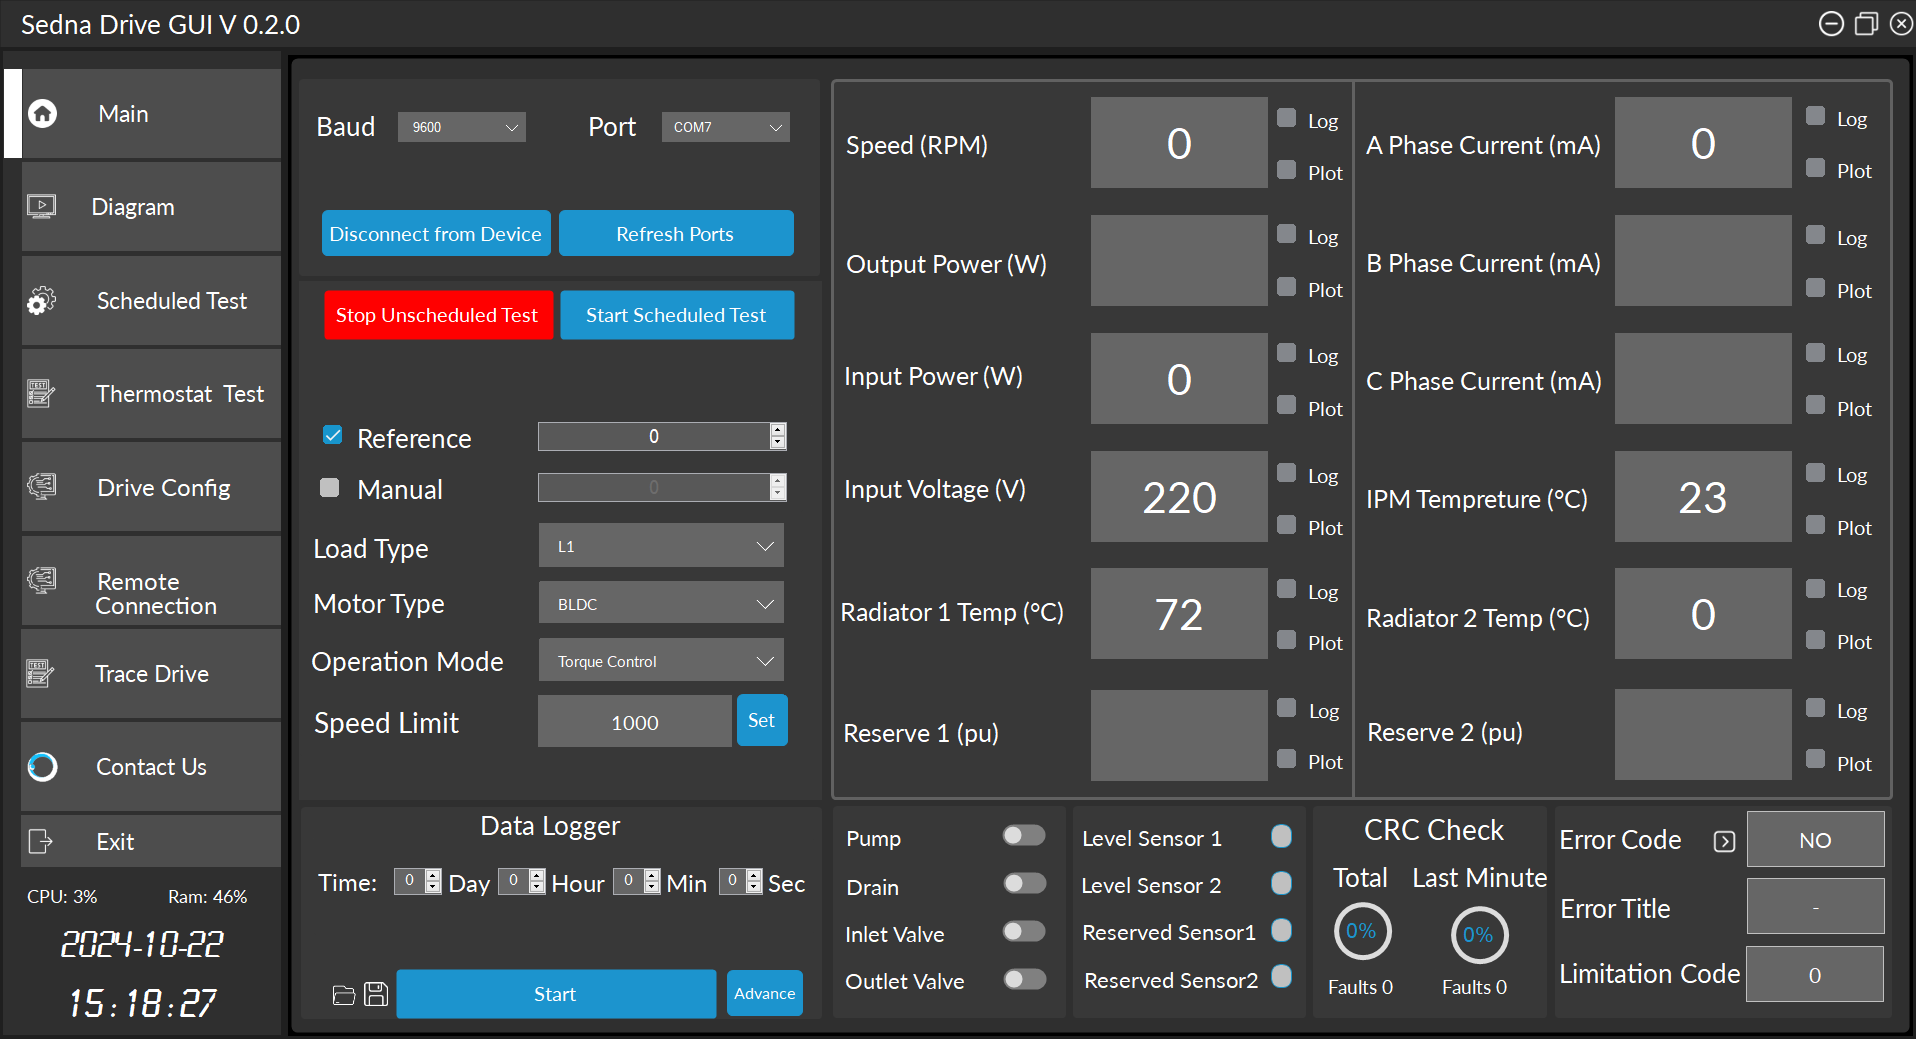 Sedna Drive GUI V 0.2.0
Main
Diagram
Scheduled Test
Thermostat Test
Drive Config
Remote
Connection
Trace Drive
Contact Us
Exit
CPU: 3% Ram: 46%
2024-10-22
15:18:27
Baud 9600 Port COM7
Disconnect from Device Refresh Ports
Stop Unscheduled Test Start Scheduled Test
Reference 0
Manual 0
Load Type L1
Motor Type BLDC
Operation Mode Torque Control
Speed Limit 1000 Set
Data Logger
Time: 0 Day 0 Hour 0 Min 0 Sec
Start Advance
Speed (RPM) 0 Log
Plot
Output Power (W) Log
Plot
Input Power (W) 0 Log
Plot
Input Voltage (V) 220 Log
Plot
Radiator 1 Temp (°C) 72 Log
Plot
Reserve 1 (pu) Log
Plot
A Phase Current (mA) 0 Log
Plot
B Phase Current (mA) Log
Plot
C Phase Current (mA) Log
Plot
IPM Tempreture (°C) 23 Log
Plot
Radiator 2 Temp (°C) 0 Log
Plot
Reserve 2 (pu) Log
Plot
Pump
Drain
Inlet Valve
Outlet Valve
Level Sensor 1
Level Sensor 2
Reserved Sensor1
Reserved Sensor2
CRC Check
Total Last Minute
0% 0%
Faults 0 Faults 0
Error Code NO
Error Title -
Limitation Code 0
TEST
TEST